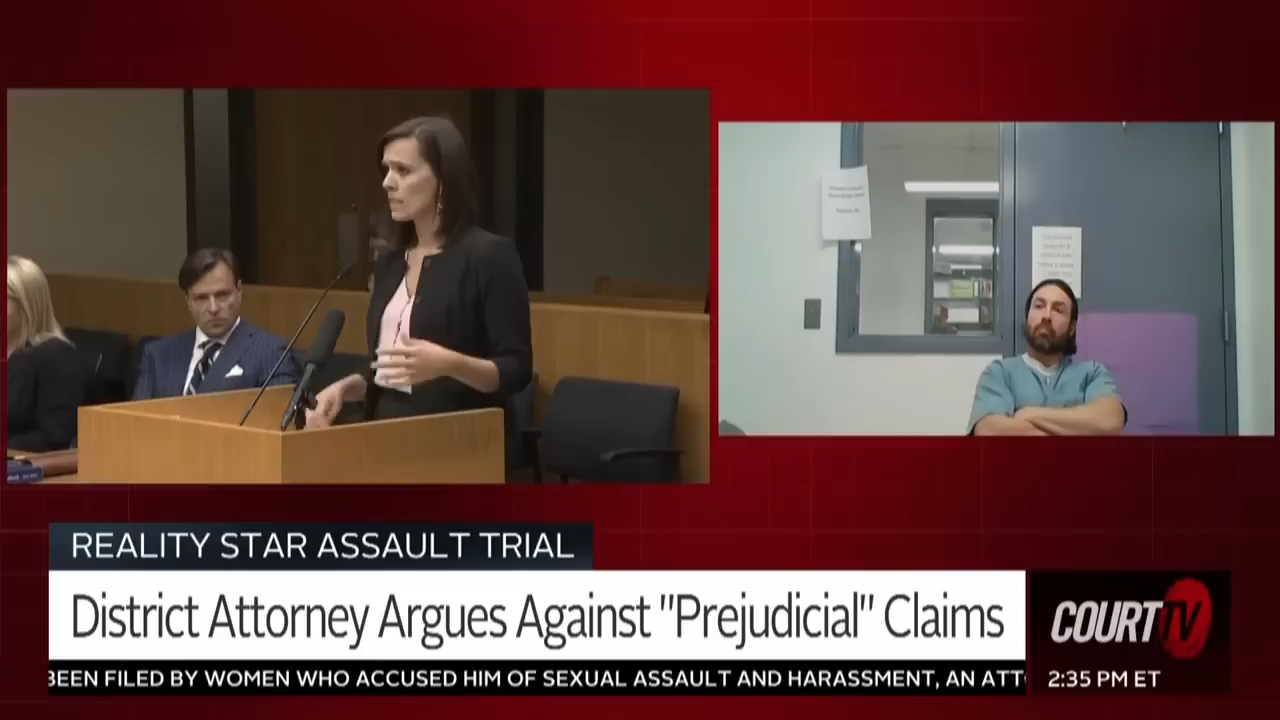 REALITY STAR ASSAULT TRIAL
District Attorney Argues Against "Prejudicial" Claims
COURT TV
BEEN FILED BY WOMEN WHO ACCUSED HIM OF SEXUAL ASSAULT AND HARASSMENT, AN ATT
2:35 PM ET